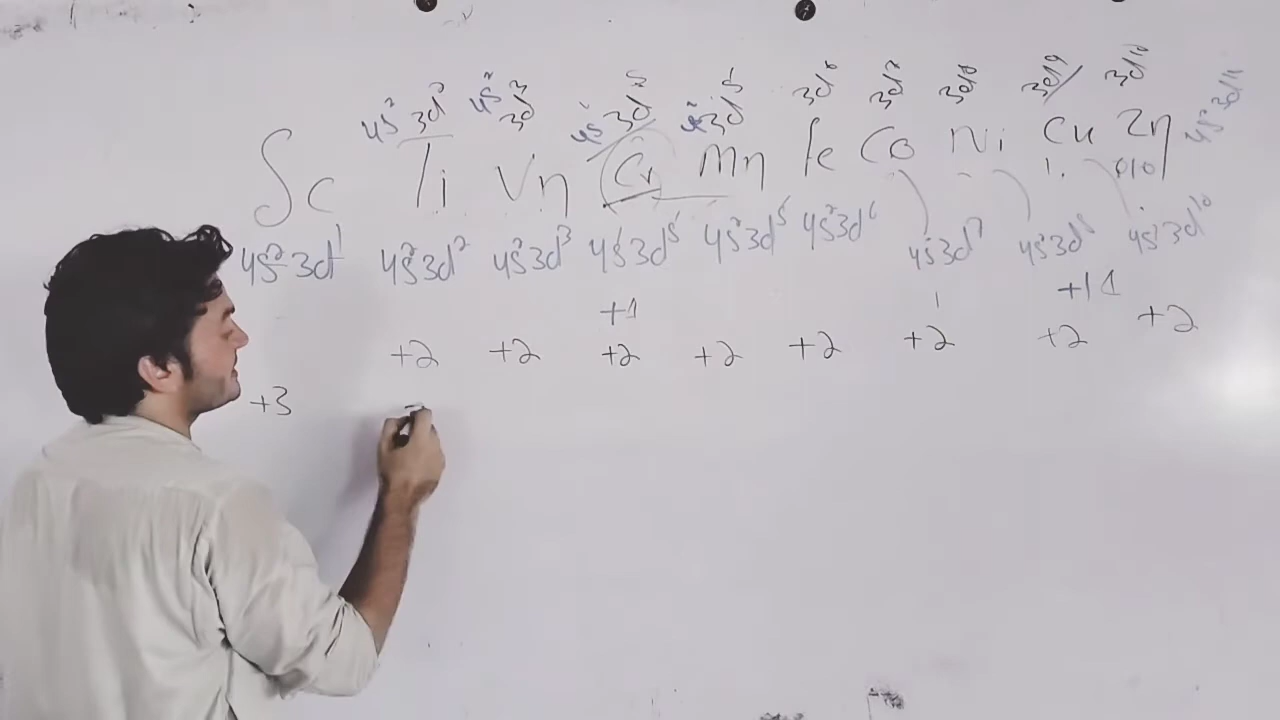 4s² 3d² 4s² 3d³ 4s¹ 3d⁵ 4s² 3d⁵ 3d⁶ 3d⁷ 3d⁸ 3d⁹ 3d¹⁰
Sc Ti Vn Cr Mn Fe Co Ni Cu Zn
4s² 3d¹ 4s² 3d² 4s² 3d³ 4s¹ 3d⁵ 4s² 3d⁵ 4s² 3d⁶ 4s² 3d⁷ 4s² 3d⁸ 4s¹ 3d¹⁰ 4s² 3d¹⁰
+1 +1
+2 +2 +2 +2 +2 +2 +2 +2
+3